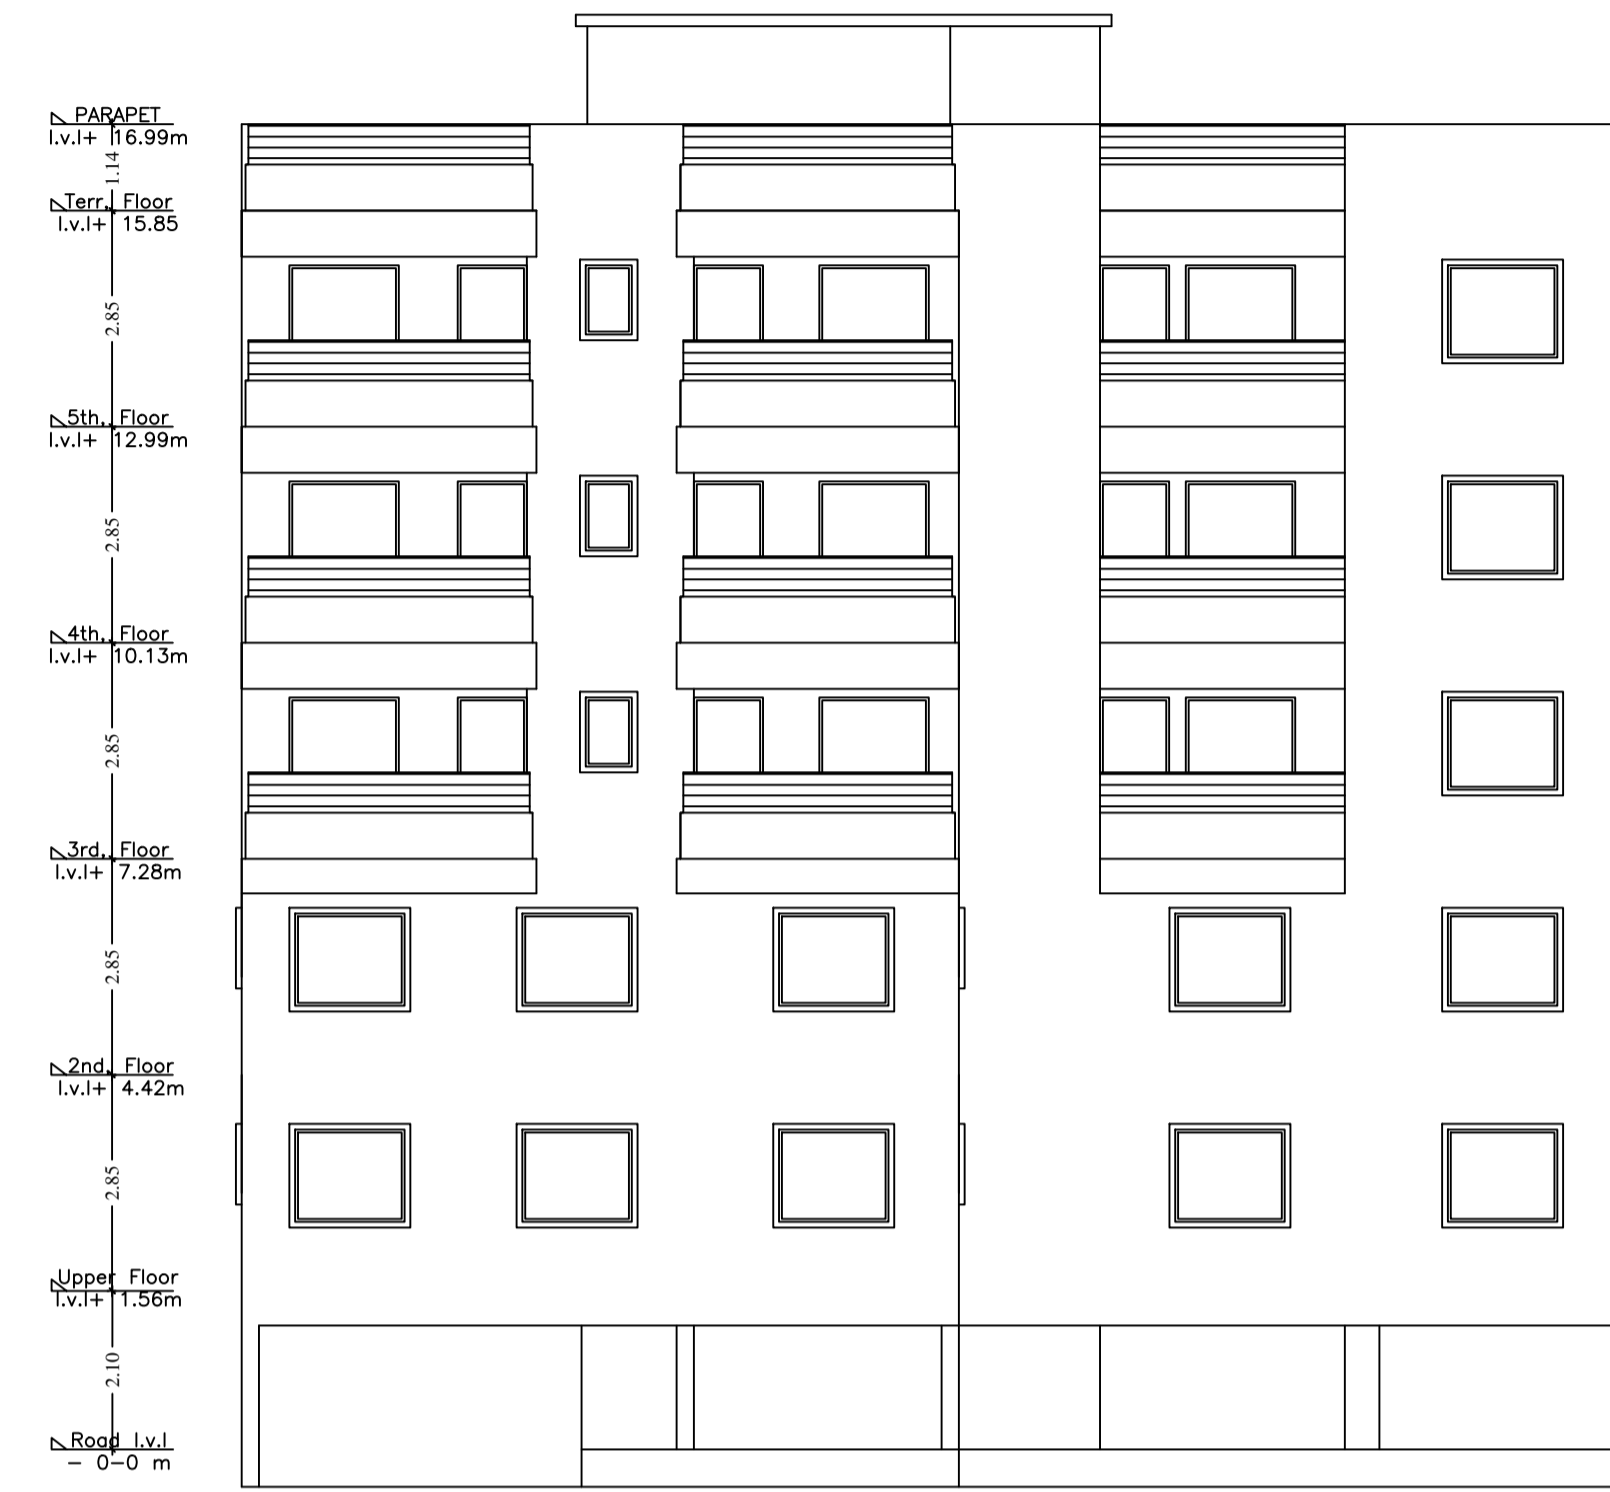 PARAPET
l.v.l+ 16.99m
1.14
Terr. Floor
l.v.l+ 15.85
2.85
5th. Floor
l.v.l+ 12.99m
2.85
4th. Floor
l.v.l+ 10.13m
2.85
3rd. Floor
l.v.l+ 7.28m
2.85
2nd. Floor
l.v.l+ 4.42m
2.85
Upper Floor
l.v.l+ 1.56m
2.10
Road l.v.l
- 0-0 m